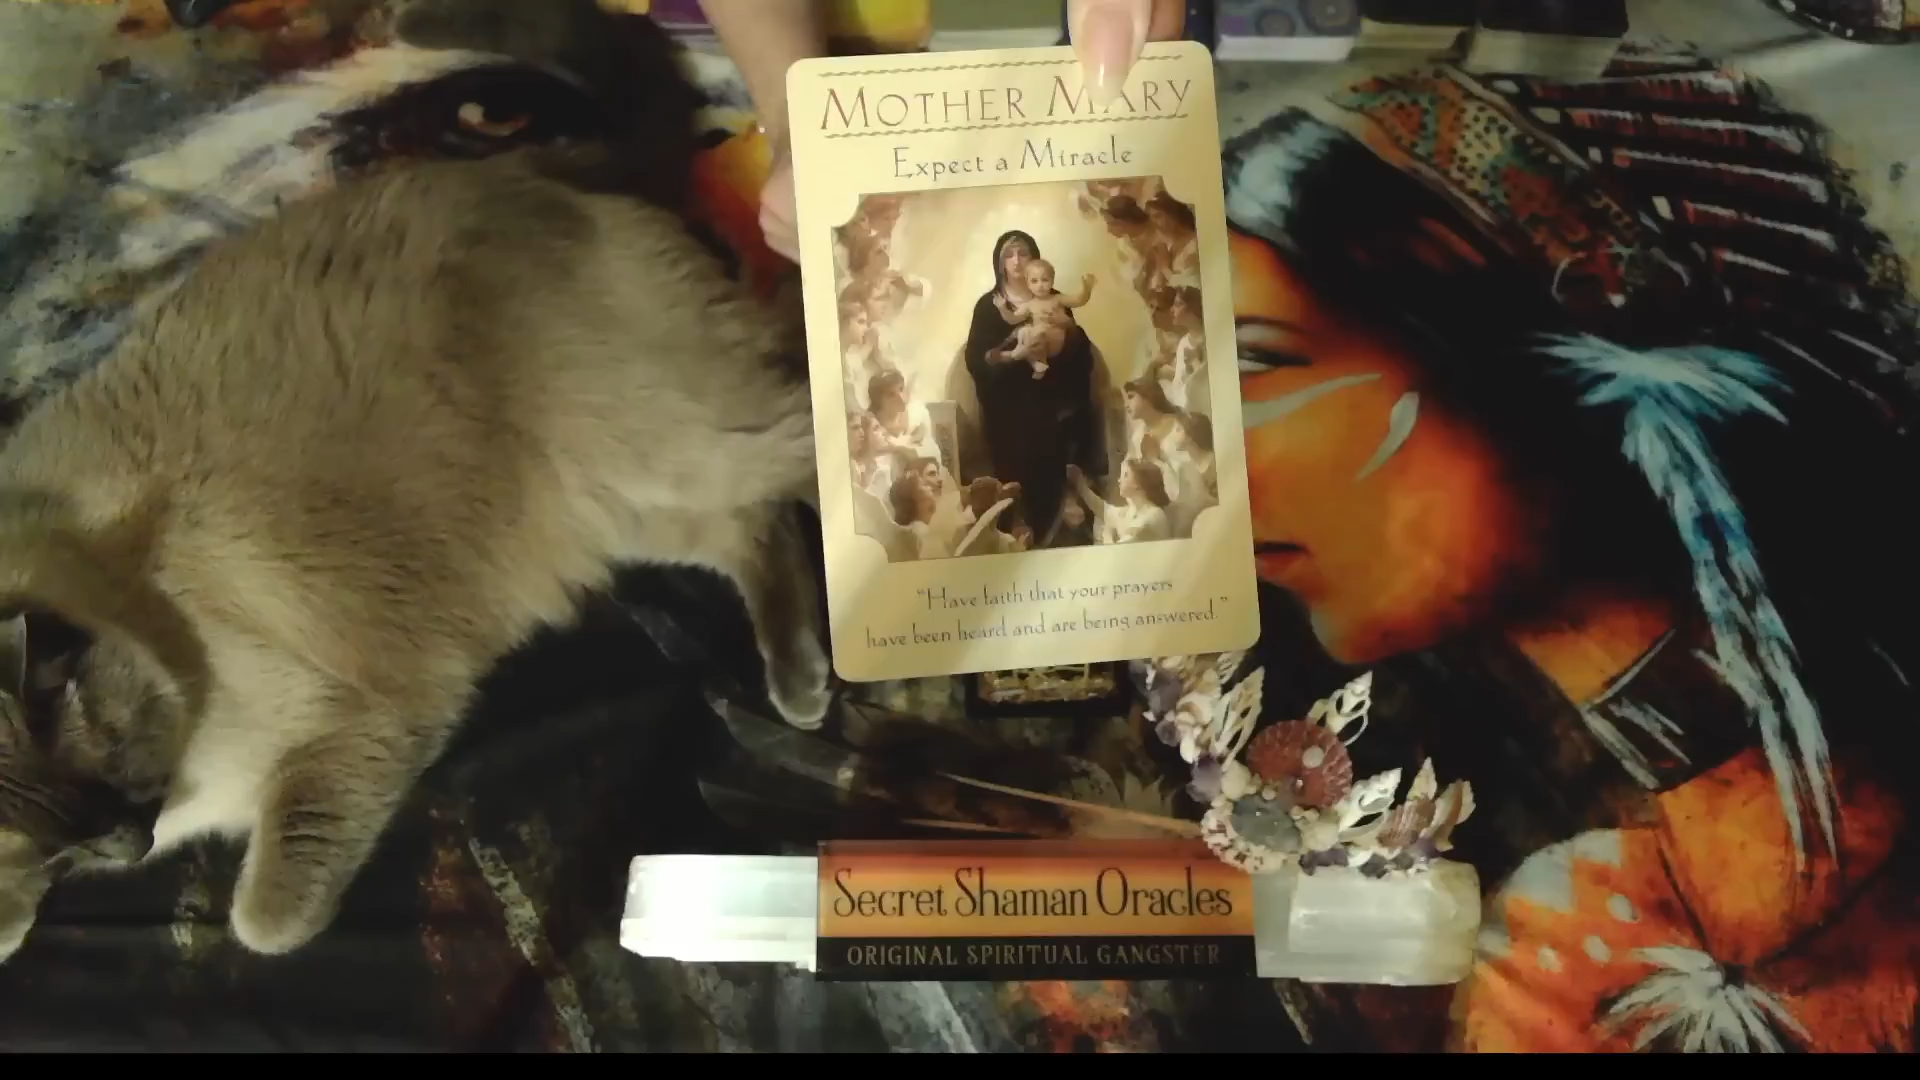 MOTHER MARY
Expect a Miracle
"Have faith that your prayers
have been heard and are being answered."
SECRET SHAMAN ORACLES
ORIGINAL SPIRITUAL GANGSTER